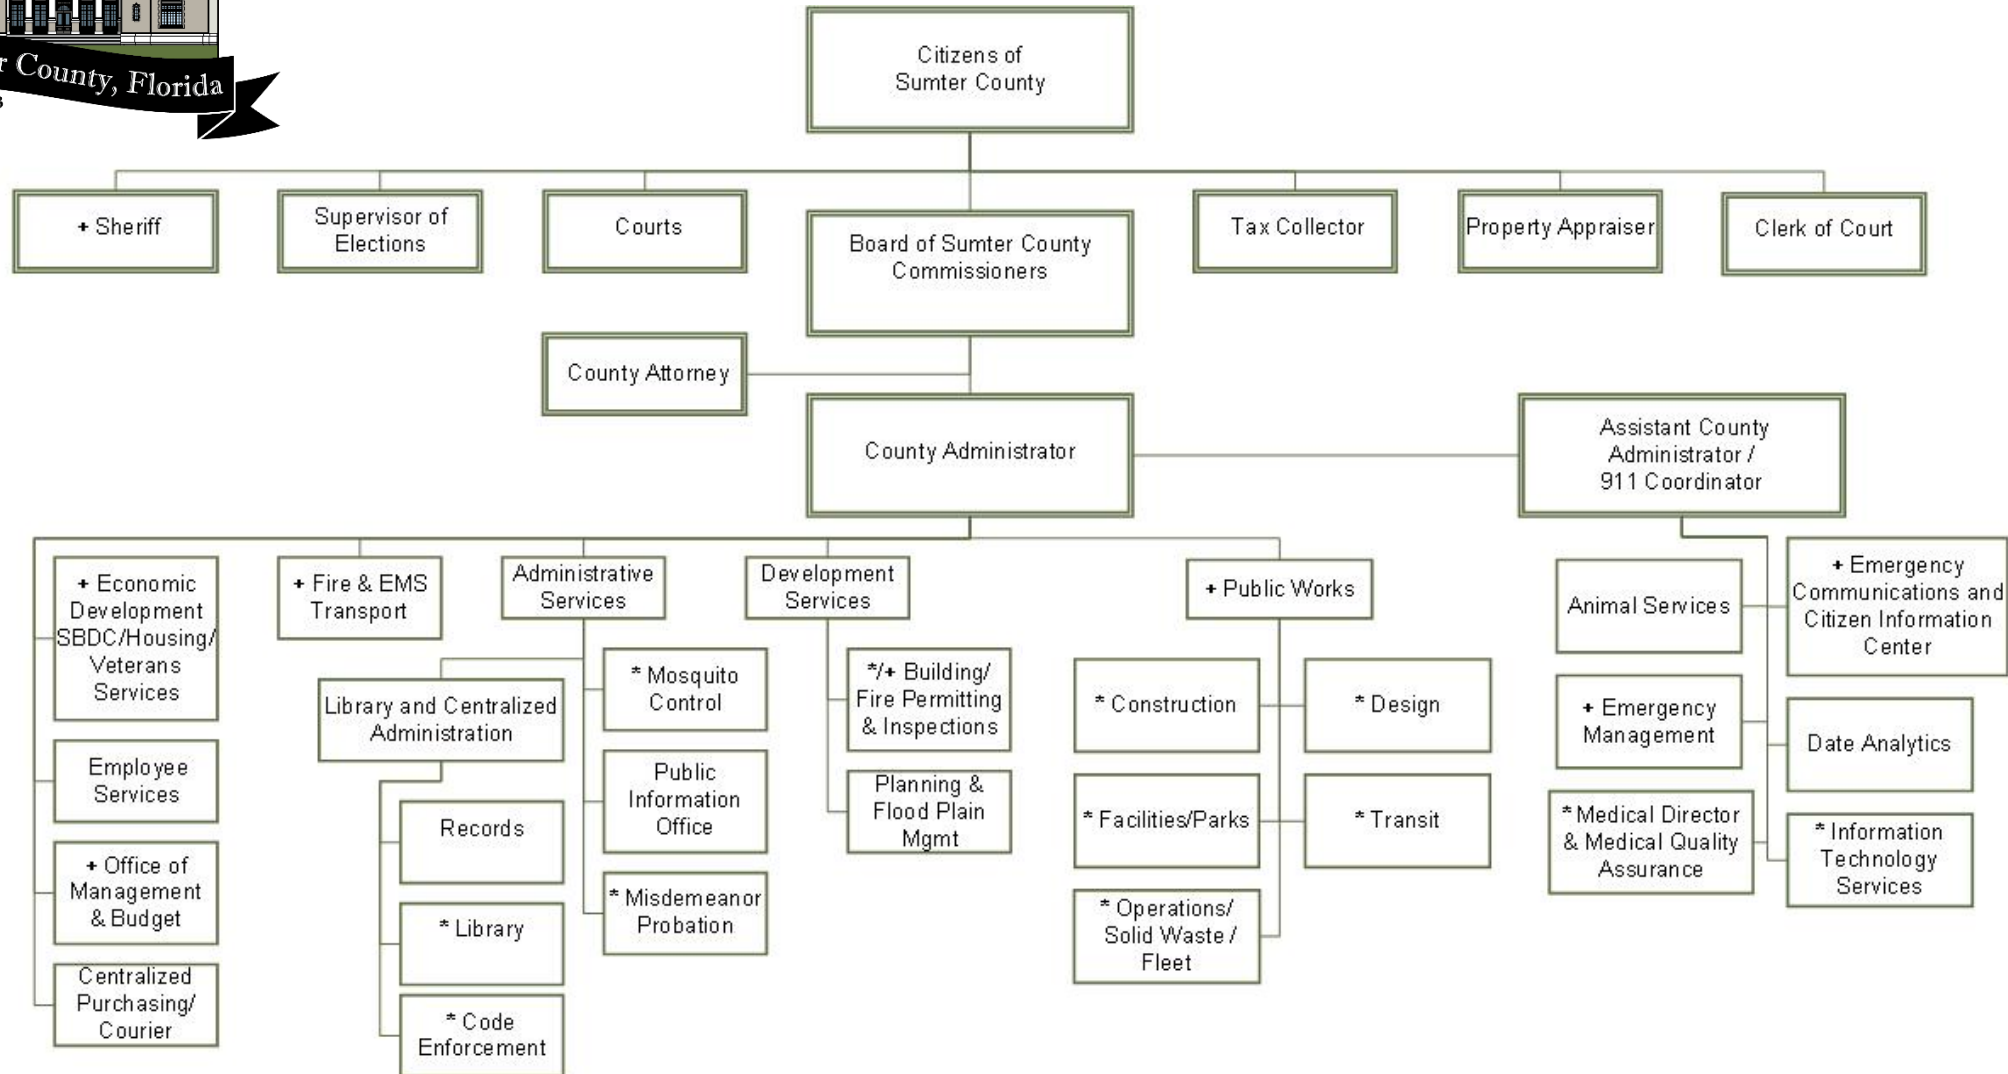 County, Florida
Citizens of
Sumter County
+ Sheriff
Supervisor of
Elections
Courts
Board of Sumter County
Commissioners
Tax Collector
Property Appraiser
Clerk of Court
County Attorney
County Administrator
Assistant County
Administrator /
911 Coordinator
+ Economic
Development
SBDC/Housing/
Veterans
Services
+ Fire & EMS
Transport
Administrative
Services
Development
Services
+ Public Works
Animal Services
+ Emergency
Communications and
Citizen Information
Center
Library and Centralized
Administration
* Mosquito
Control
*/+ Building/
Fire Permitting
& Inspections
* Construction
* Design
+ Emergency
Management
Date Analytics
Employee
Services
Public
Information
Office
Planning &
Flood Plain
Mgmt
* Facilities/Parks
* Transit
* Medical Director
& Medical Quality
Assurance
* Information
Technology
Services
Records
+ Office of
Management
& Budget
* Library
* Misdemeanor
Probation
* Operations/
Solid Waste /
Fleet
Centralized
Purchasing/
Courier
* Code
Enforcement